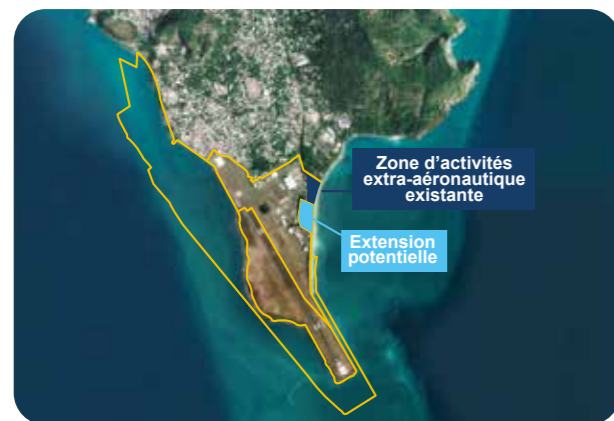 Zone d'activités
extra-aéronautique
existante
Extension
potentielle